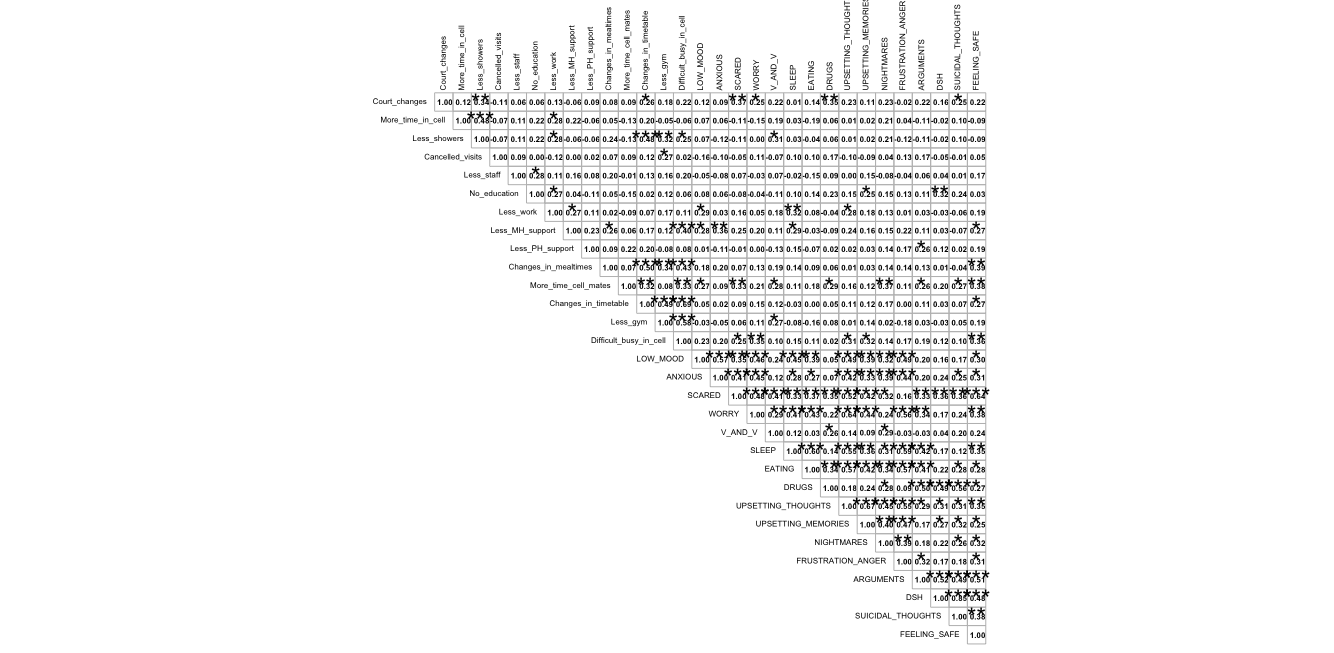 Court_changes
More_time_in_cell
Less_showers
Cancelled_visits
Less_staff
No_education
Less_work
Less_MH_support
Less_PH_support
Changes_in_mealtimes
More_time_cell_mates
Changes_in_timetable
Less_gym
Difficult_busy_in_cell
LOW_MOOD
ANXIOUS
SCARED
WORRY
V_AND_V
SLEEP
EATING
DRUGS
UPSETTING_THOUGHT
UPSETTING_MEMORIES
NIGHTMARES
FRUSTRATION_ANGER
ARGUMENTS
DSH
SUICIDAL_THOUGHTS
FEELING_SAFE
Court_changes 1.00 0.12 0.34 -0.11 0.06 0.06 0.13 -0.06 0.09 0.08 0.09 0.26 0.18 0.22 0.12 0.09 0.37 0.25 0.22 0.01 0.14 0.35 0.23 0.11 0.23 -0.02 0.22 0.16 0.25 0.22
More_time_in_cell 1.00 0.48 -0.07 0.11 0.22 0.28 0.22 -0.06 0.05 -0.13 0.20 -0.05 -0.06 0.07 0.06 -0.11 -0.15 0.19 0.03 -0.19 0.06 0.01 0.02 0.21 0.04 -0.11 -0.02 0.10 -0.09
Less_showers 1.00 -0.07 0.11 0.22 0.28 -0.06 -0.06 0.24 -0.13 0.48 0.32 0.25 0.07 -0.12 -0.11 0.00 0.31 0.03 -0.04 0.06 0.01 0.02 0.21 -0.12 -0.11 -0.02 0.10 -0.09
Cancelled_visits 1.00 0.09 0.00 -0.12 0.00 0.02 0.07 0.09 0.12 0.27 0.02 -0.16 -0.10 -0.05 0.11 -0.07 0.10 0.10 0.17 -0.10 -0.09 0.04 0.13 0.17 -0.05 -0.01 0.05
Less_staff 1.00 0.28 0.11 0.16 0.08 0.20 -0.01 0.13 0.16 0.20 -0.05 -0.08 0.07 -0.03 0.07 -0.02 -0.15 0.09 0.00 0.15 -0.08 -0.04 0.06 0.04 0.01 0.17
No_education 1.00 0.27 0.04 -0.11 0.05 -0.15 0.02 0.12 0.06 0.08 0.06 -0.08 -0.04 -0.11 0.10 0.14 0.23 0.15 0.25 0.15 0.13 0.11 0.32 0.24 0.03
Less_work 1.00 0.27 0.11 0.02 -0.09 0.07 0.17 0.11 0.29 0.03 0.16 0.05 0.18 0.32 0.08 -0.04 0.28 0.18 0.13 0.01 0.03 -0.03 -0.06 0.19
Less_MH_support 1.00 0.23 0.26 0.06 0.17 0.12 0.40 0.28 0.36 0.25 0.20 0.11 0.29 -0.03 -0.09 0.24 0.16 0.15 0.22 0.11 0.03 -0.07 0.27
Less_PH_support 1.00 0.09 0.22 0.20 -0.08 0.08 0.01 -0.11 -0.01 0.00 -0.13 0.15 -0.07 0.02 0.02 0.03 0.14 0.17 0.26 0.12 0.02 0.19
Changes_in_mealtimes 1.00 0.07 0.50 0.34 0.43 0.18 0.20 0.07 0.13 0.19 0.14 0.09 0.06 0.01 0.03 0.14 0.14 0.13 0.01 -0.04 0.39
More_time_cell_mates 1.00 0.32 0.08 0.33 0.27 0.09 0.33 0.21 0.28 0.11 0.18 0.29 0.16 0.12 0.37 0.11 0.26 0.20 0.27 0.38
Changes_in_timetable 1.00 0.49 0.69 0.05 0.02 0.09 0.15 0.12 -0.03 0.00 0.05 0.11 0.12 0.17 0.00 0.11 0.03 0.07 0.27
Less_gym 1.00 0.58 -0.03 -0.05 0.06 0.11 0.27 -0.08 -0.16 0.08 0.01 0.14 0.02 -0.18 0.03 -0.03 0.05 0.19
Difficult_busy_in_cell 1.00 0.23 0.20 0.25 0.35 0.10 0.15 0.11 0.02 0.31 0.32 0.14 0.17 0.19 0.12 0.10 0.36
LOW_MOOD 1.00 0.57 0.35 0.46 0.24 0.45 0.39 0.05 0.49 0.39 0.32 0.49 0.20 0.16 0.17 0.30
ANXIOUS 1.00 0.41 0.45 0.12 0.28 0.27 0.07 0.42 0.33 0.39 0.44 0.20 0.24 0.25 0.31
SCARED 1.00 0.48 0.41 0.33 0.37 0.35 0.52 0.42 0.32 0.16 0.33 0.36 0.36 0.64
WORRY 1.00 0.29 0.41 0.43 0.22 0.64 0.44 0.24 0.56 0.34 0.17 0.24 0.38
V_AND_V 1.00 0.12 0.03 0.26 0.14 0.09 0.29 -0.03 -0.03 0.04 0.20 0.24
SLEEP 1.00 0.60 0.14 0.55 0.36 0.31 0.59 0.42 0.17 0.12 0.35
EATING 1.00 0.34 0.57 0.42 0.34 0.57 0.41 0.22 0.28 0.28
DRUGS 1.00 0.18 0.24 0.28 0.09 0.50 0.49 0.56 0.27
UPSETTING_THOUGHTS 1.00 0.67 0.45 0.55 0.29 0.31 0.31 0.35
UPSETTING_MEMORIES 1.00 0.40 0.47 0.17 0.27 0.32 0.25
NIGHTMARES 1.00 0.39 0.18 0.22 0.26 0.32
FRUSTRATION_ANGER 1.00 0.32 0.17 0.18 0.31
ARGUMENTS 1.00 0.52 0.49 0.51
DSH 1.00 0.85 0.48
SUICIDAL_THOUGHTS 1.00 0.38
FEELING_SAFE 1.00